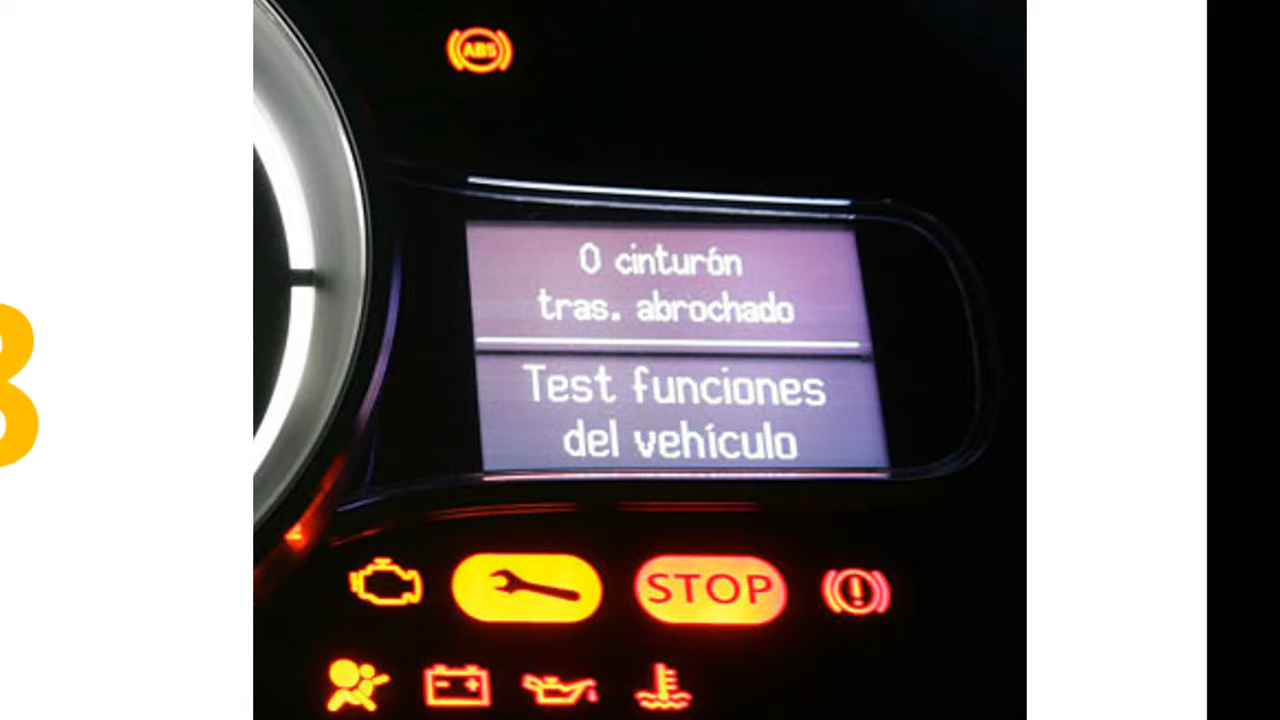 ABS
0 cinturón
tras. abrochado
Test funciones
del vehículo
STOP